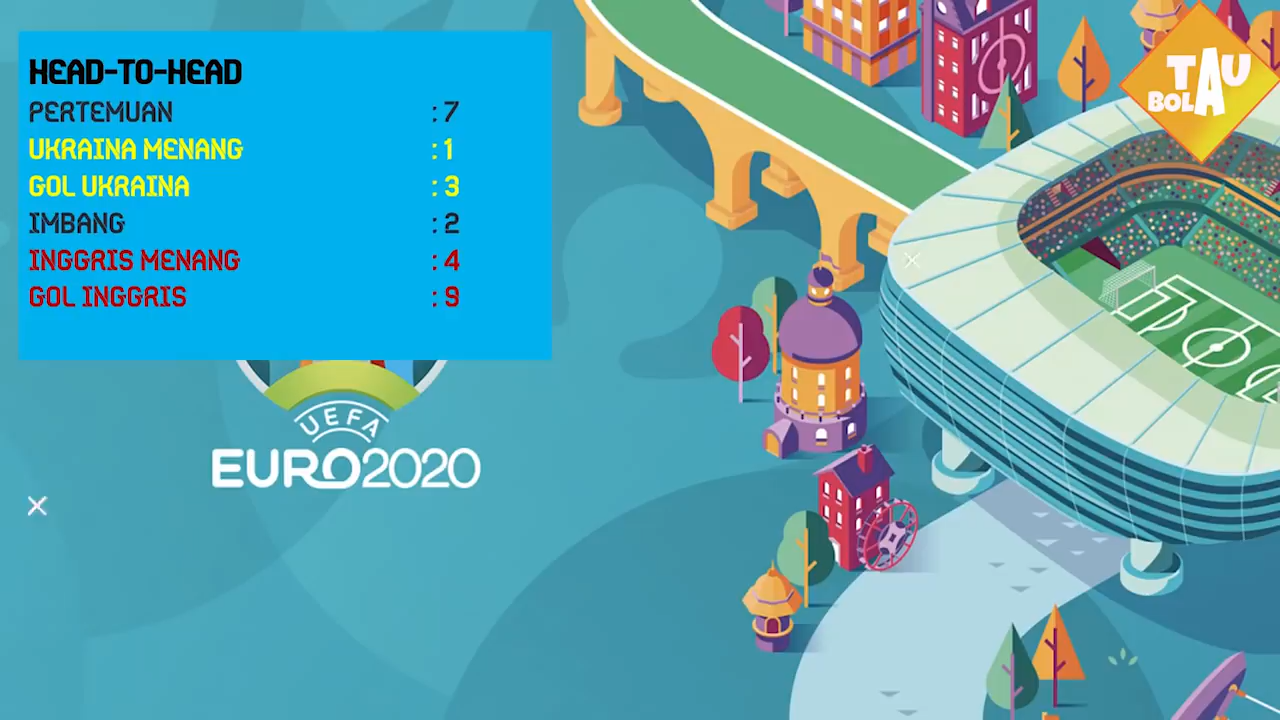 HEAD-TO-HEAD
PERTEMUAN : 7
UKRAINA MENANG : 1
GOL UKRAINA : 3
IMBANG : 2
INGGRIS MENANG : 4
GOL INGGRIS : 9
UEFA
EURO2020
TAU
BOLA